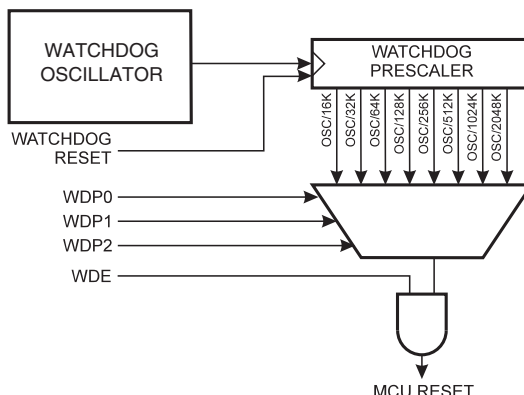 WATCHDOG
OSCILLATOR
WATCHDOG
PRESCALER
WATCHDOG
RESET
OSC/16K
OSC/32K
OSC/64K
OSC/128K
OSC/256K
OSC/512K
OSC/1024K
OSC/2048K
WDP0
WDP1
WDP2
WDE
MCU RESET